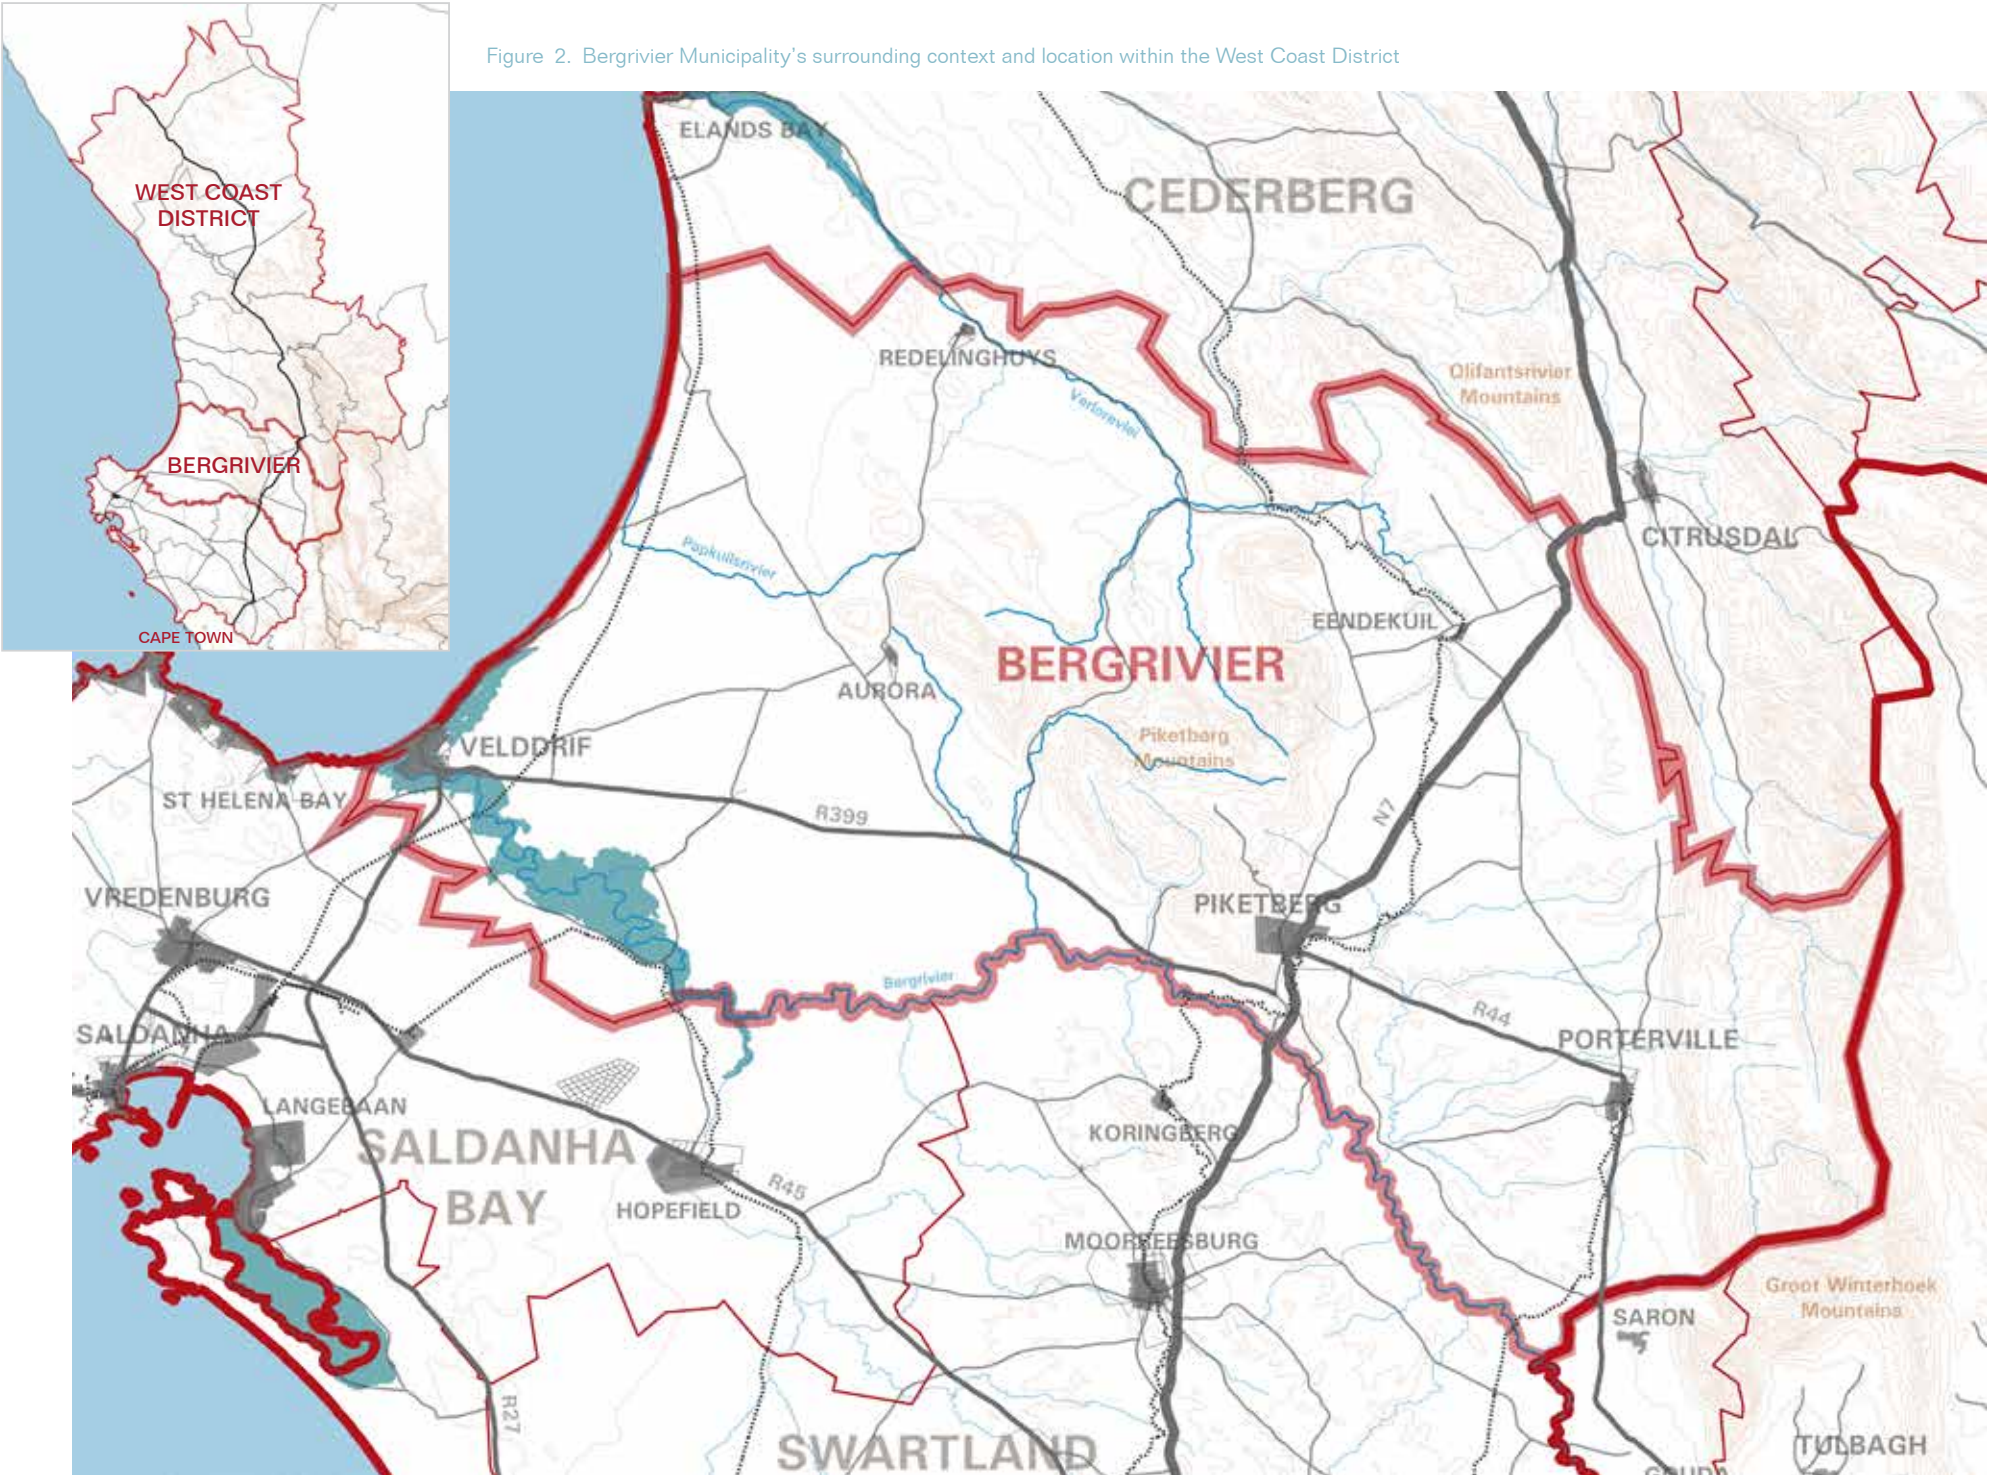 Figure 2. Bergrivier Municipality's surrounding context and location within the West Coast District
WEST COAST
DISTRICT
BERGRIVIER
CAPE TOWN
ELANDS BAY
CEDERBERG
REDELINGHUYS
Verlorevlei
Olifantsrivier
Mountains
CITRUSDAL
Papkuilsrivier
EENDEKUIL
BERGRIVIER
AURORA
Piketberg
Mountains
VELDDRIF
ST HELENA BAY
R399
N7
VREDENBURG
PIKETBERG
Bergrivier
R44
SALDANHA
PORTERVILLE
LANGEBAAN
KORINGBERG
SALDANHA
BAY
R45
HOPEFIELD
MOORREESBURG
Groot Winterhoek
Mountains
SARON
R27
SWARTLAND
TULBAGH
GOUDA